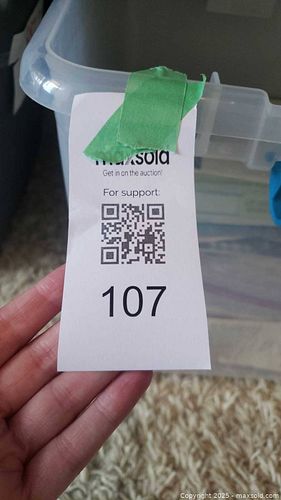 maxsold
Get in on the auction!
For support:
107
Copyright © 2025 - maxsold.com